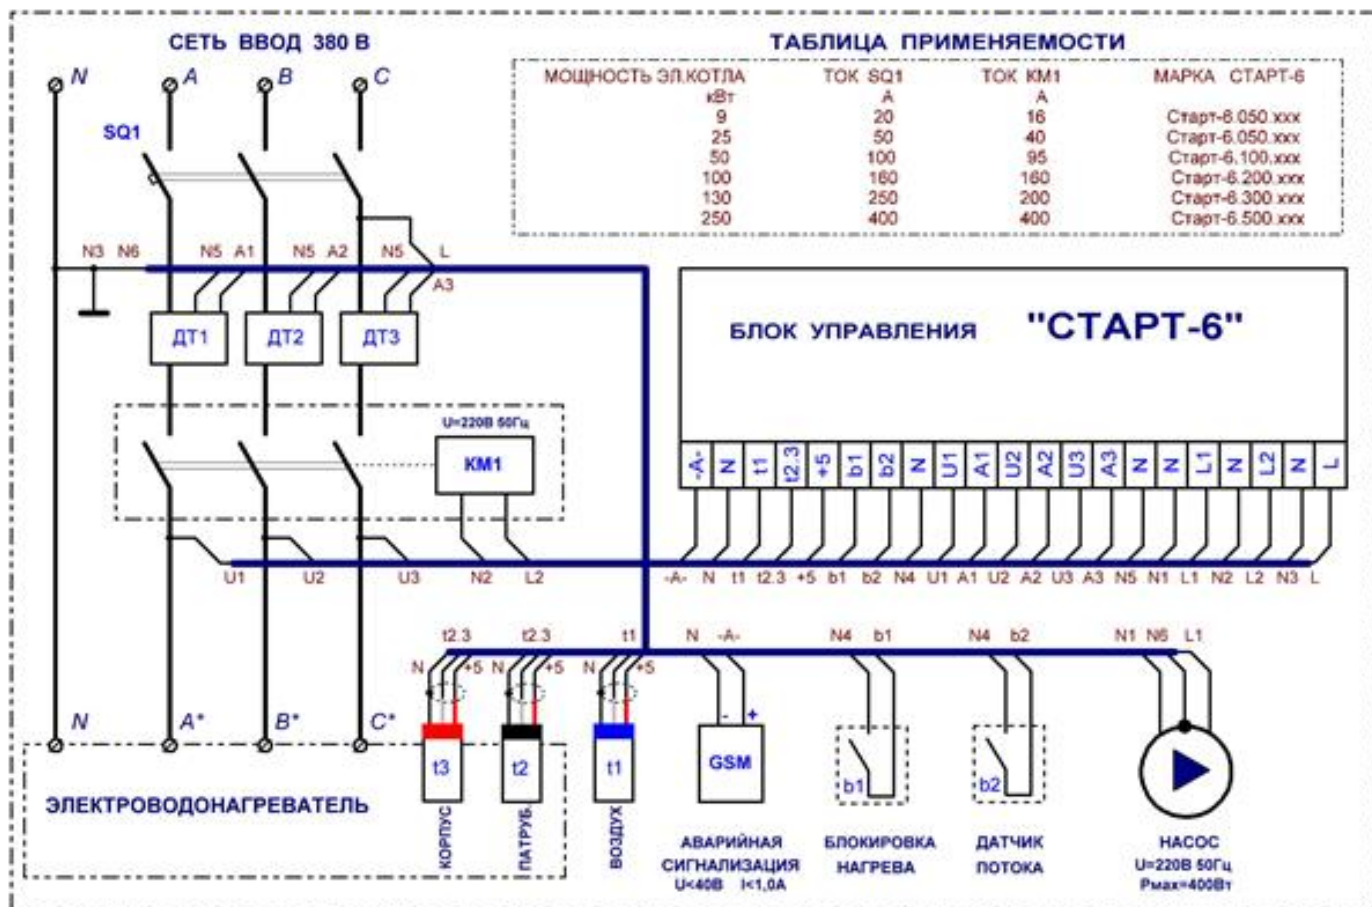 СЕТЬ ВВОД 380 В
N A B C
SQ1
ТАБЛИЦА ПРИМЕНЯЕМОСТИ
МОЩНОСТЬ ЭЛ.КОТЛА ТОК SQ1 ТОК КМ1 МАРКА СТАРТ-6
кВт А А
9 20 16 Старт-6.050.xxx
25 50 40 Старт-6.050.xxx
50 100 95 Старт-6.100.xxx
100 160 160 Старт-6.200.xxx
130 250 200 Старт-6.300.xxx
250 400 400 Старт-6.500.xxx
N3 N6 N5 A1 N5 A2 N5 L
A3
ДТ1 ДТ2 ДТ3
БЛОК УПРАВЛЕНИЯ "СТАРТ-6"
U=220В 50Гц
КМ1
-A- N t1 t2.3 +5 b1 b2 N U1 A1 U2 A2 U3 A3 N N L1 N L2 N L
U1 U2 U3 N2 L2 -A- N t1 t2.3 +5 b1 b2 N4 U1 A1 U2 A2 U3 A3 N5 N1 L1 N2 L2 N3 L
t2.3 t2.3 t1 N -A- N4 b1 N4 b2 N1 N6 L1
N +5 N +5 N +5
N A* B* C*
- +
t3 t2 t1 GSM b1 b2
ЭЛЕКТРОВОДОНАГРЕВАТЕЛЬ
КОРПУС
ПАТРУБ.
ВОЗДУХ
АВАРИЙНАЯ
СИГНАЛИЗАЦИЯ
U<40В I<1,0А
БЛОКИРОВКА
НАГРЕВА
ДАТЧИК
ПОТОКА
НАСОС
U=220В 50Гц
Pмах=400Вт